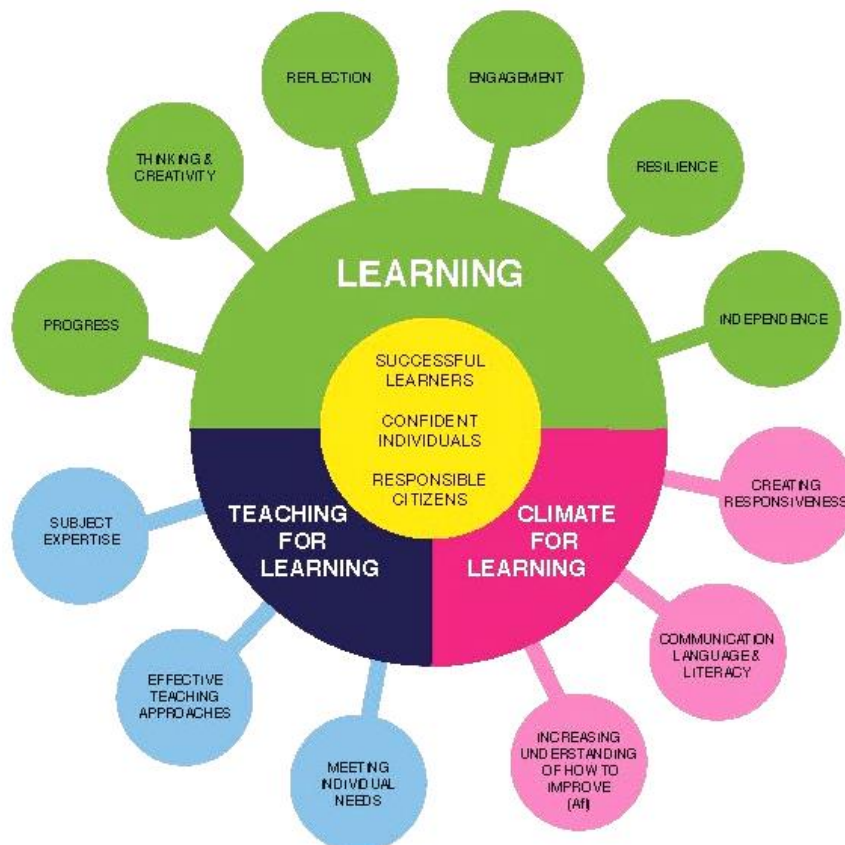 REFLECTION
ENGAGEMENT
THINKING &
CREATIVITY
RESILIENCE
PROGRESS
INDEPENDENCE
LEARNING
SUCCESSFUL
LEARNERS
CONFIDENT
INDIVIDUALS
RESPONSIBLE
CITIZENS
TEACHING
FOR
LEARNING
CLIMATE
FOR
LEARNING
SUBJECT
EXPERTISE
EFFECTIVE
TEACHING
APPROACHES
MEETING
INDIVIDUAL
NEEDS
CREATING
RESPONSIVENESS
COMMUNICATION
LANGUAGE &
LITERACY
INCREASING
UNDERSTANDING
OF HOW TO
IMPROVE
(Afl)